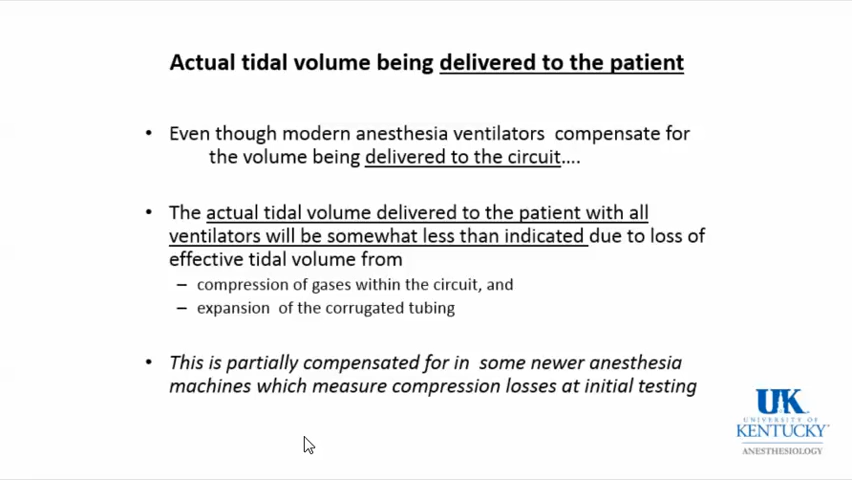 Actual tidal volume being delivered to the patient
• Even though modern anesthesia ventilators compensate for
the volume being delivered to the circuit....
• The actual tidal volume delivered to the patient with all
ventilators will be somewhat less than indicated due to loss of
effective tidal volume from
– compression of gases within the circuit, and
– expansion of the corrugated tubing
• This is partially compensated for in some newer anesthesia
machines which measure compression losses at initial testing
UK
UNIVERSITY OF
KENTUCKY
ANESTHESIOLOGY